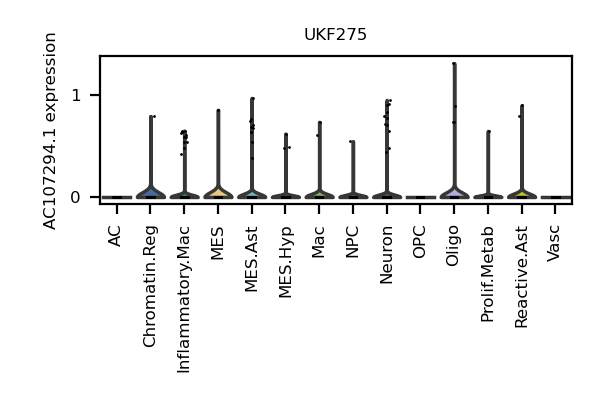 UKF275
AC107294.1 expression
1
0
AC
Chromatin.Reg
Inflammatory.Mac
MES
MES.Ast
MES.Hyp
Mac
NPC
Neuron
OPC
Oligo
Prolif.Metab
Reactive.Ast
Vasc